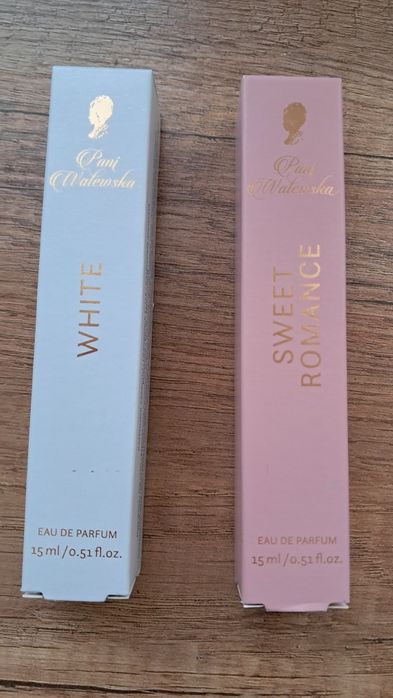 Pani
Walewska
WHITE
EAU DE PARFUM
15 ml / 0.51 fl.oz.
Pani
Walewska
SWEET
ROMANCE
EAU DE PARFUM
15 ml / 0.51 fl.oz.